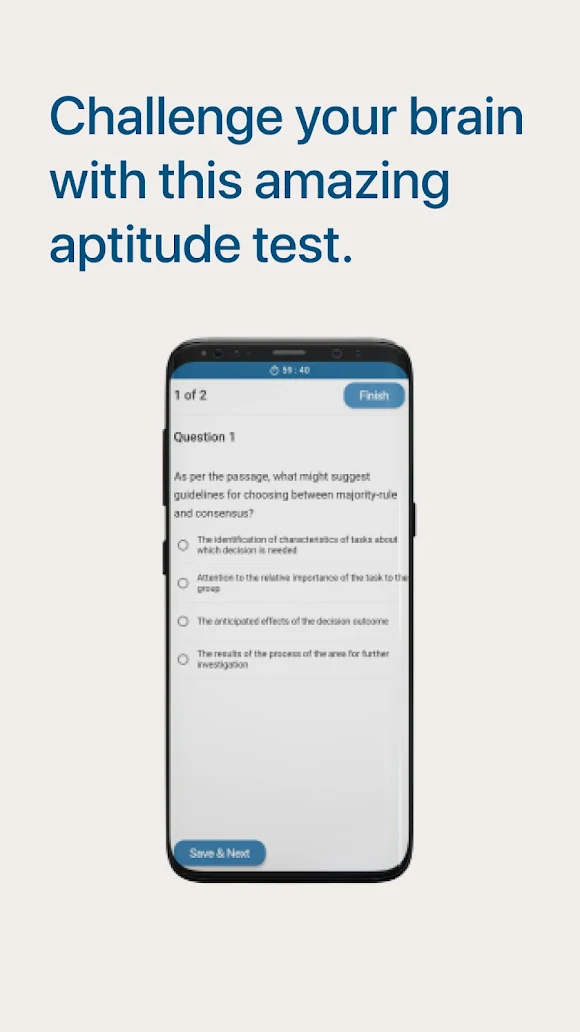 Challenge your brain
with this amazing
aptitude test.
59 : 40
1 of 2
Finish
Question 1
As per the passage, what might suggest
guidelines for choosing between majority-rule
and consensus?
The identification of characteristics of tasks about
which decision is needed
Attention to the relative importance of the task to the
group
The anticipated effects of the decision outcome
The results of the process of the area for further
investigation
Save & Next